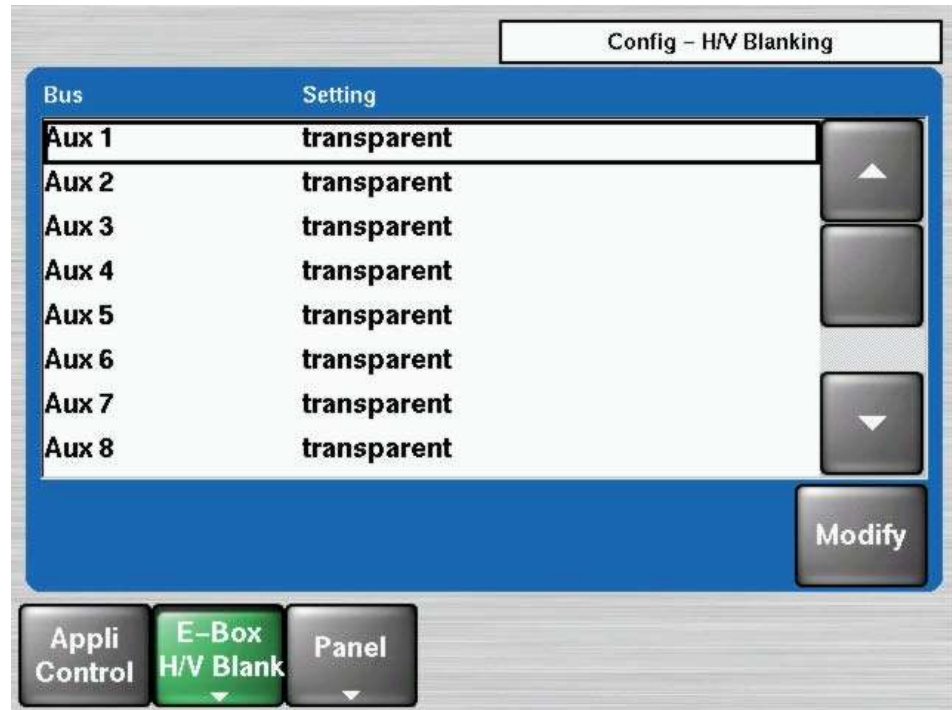 Config – H/V Blanking
Bus Setting
Aux 1 transparent
Aux 2 transparent
Aux 3 transparent
Aux 4 transparent
Aux 5 transparent
Aux 6 transparent
Aux 7 transparent
Aux 8 transparent
Modify
Appli
Control
E–Box
H/V Blank
Panel